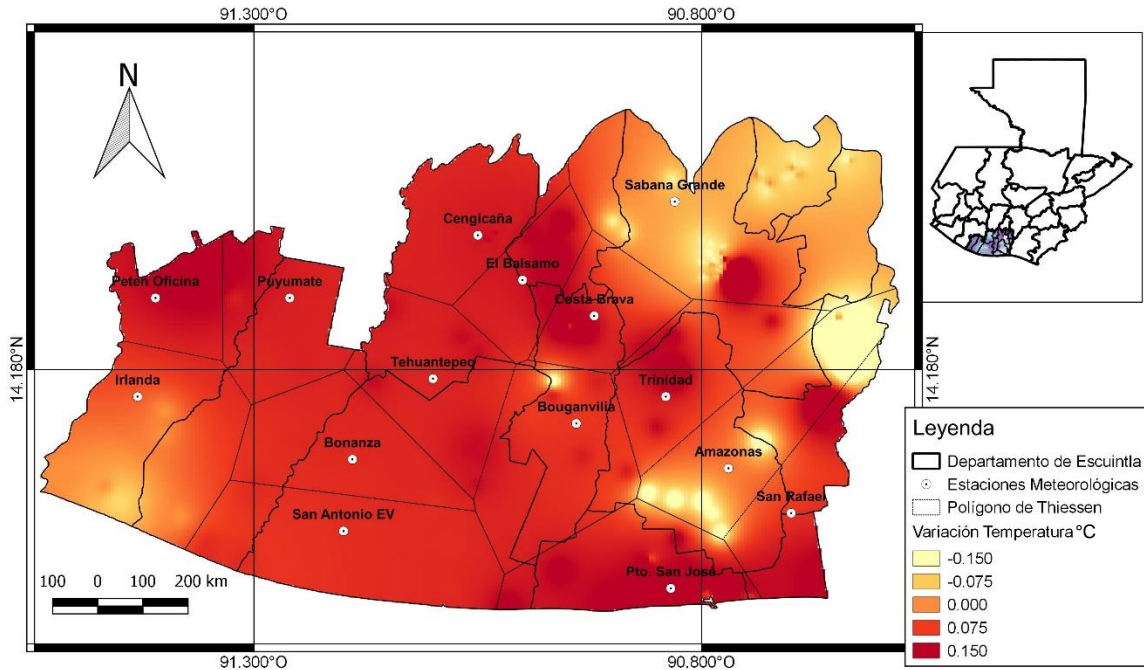 91.300°O
90.800°O
N
Sabana Grande
Cengicaña
El Balsamo
Petén Oficina
Puyumate
Costa Brava
14.180°N
14.180°N
Tehuantepec
Irlanda
Trinidad
Bouganvilia
Bonanza
Amazonas
San Rafael
San Antonio EV
Pto. San José
100 0 100 200 km
91.300°O
90.800°O
Leyenda
Departamento de Escuintla
Estaciones Meteorológicas
Polígono de Thiessen
Variación Temperatura °C
-0.150
-0.075
0.000
0.075
0.150